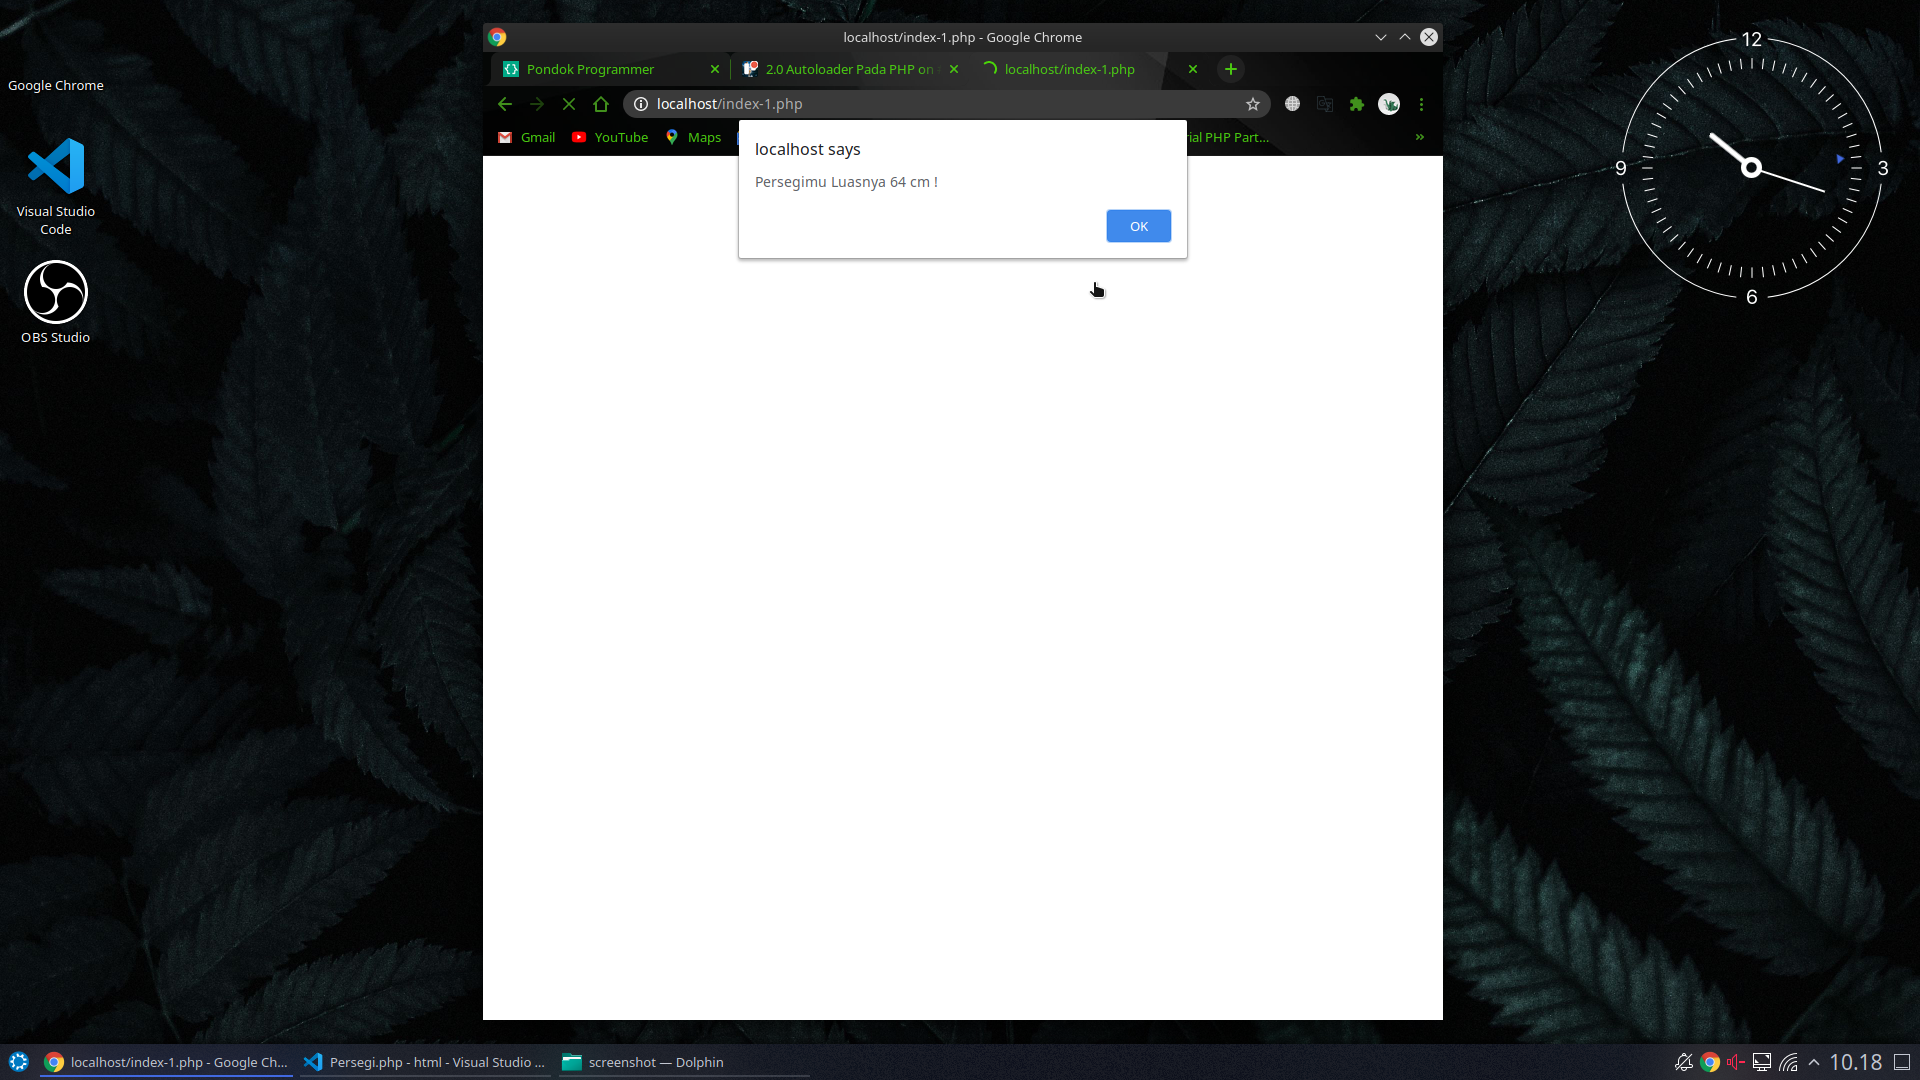 localhost/index-1.php - Google Chrome
Google Chrome
Visual Studio
Code
OBS Studio
Pondok Programmer
2.0 Autoloader Pada PHP on
localhost/index-1.php
localhost/index-1.php
Gmail
YouTube
Maps
ial PHP Part...
»
localhost says
Persegimu Luasnya 64 cm !
OK
12
3
6
9
localhost/index-1.php - Google Ch...
Persegi.php - html - Visual Studio ...
screenshot — Dolphin
10.18